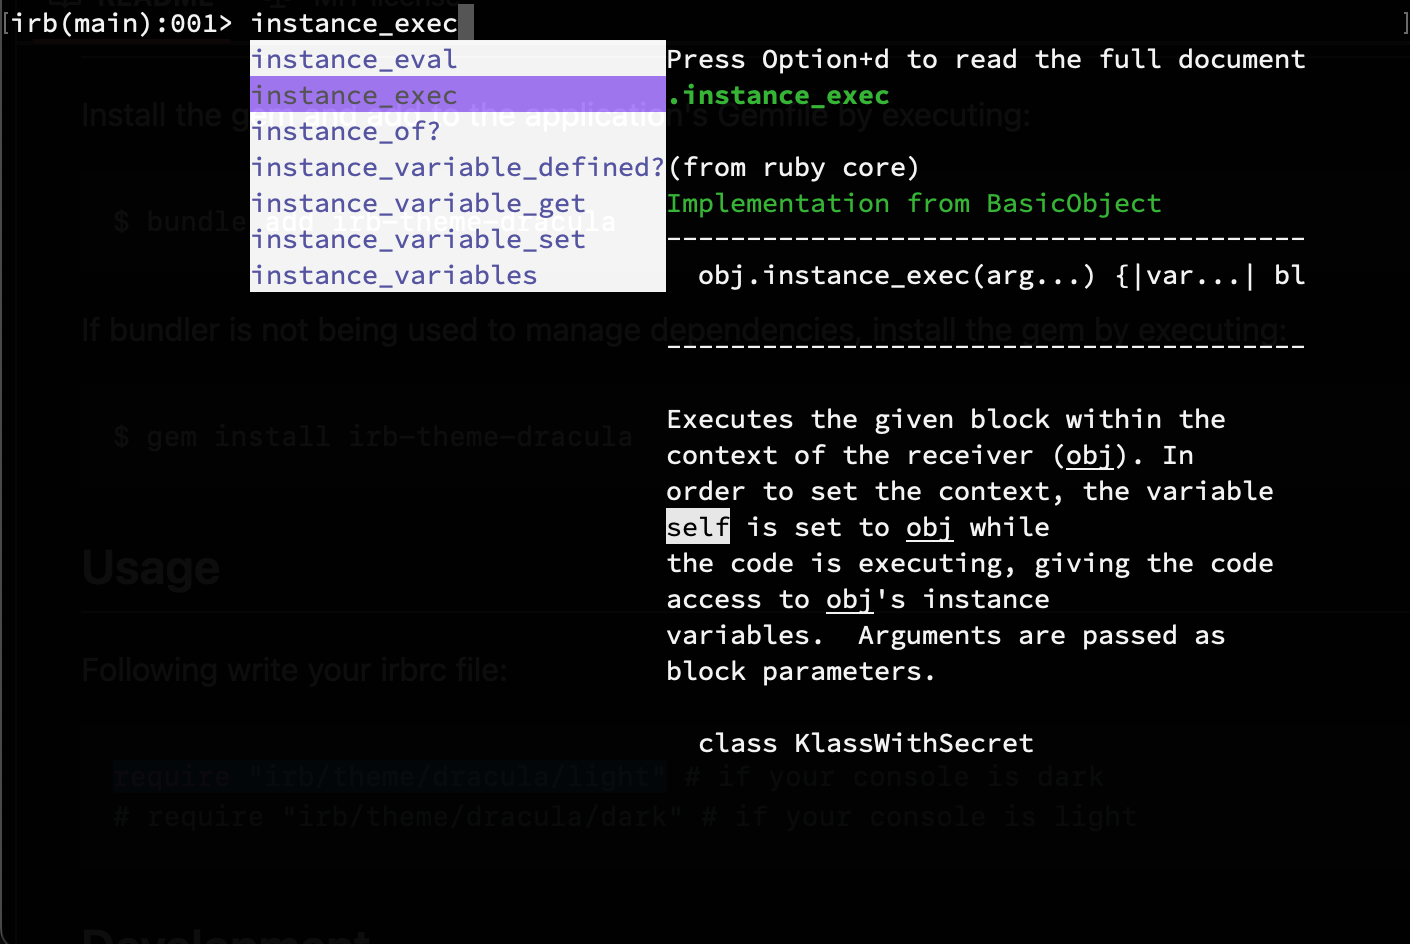 README MIT license
[irb(main):001> instance_exec ]
instance_eval
instance_exec
instance_of?
instance_variable_defined?
instance_variable_get
instance_variable_set
instance_variables
Press Option+d to read the full document
.instance_exec
(from ruby core)
Implementation from BasicObject
----------------------------------------
obj.instance_exec(arg...) {|var...| bl
----------------------------------------
Executes the given block within the
context of the receiver (obj). In
order to set the context, the variable
self is set to obj while
the code is executing, giving the code
access to obj's instance
variables.  Arguments are passed as
block parameters.
class KlassWithSecret
Install the gem and add to the application's Gemfile by executing:
$ bundle add irb-theme-dracula
If bundler is not being used to manage dependencies, install the gem by executing:
$ gem install irb-theme-dracula
Usage
Following write your irbrc file:
require "irb/theme/dracula/light" # if your console is dark
# require "irb/theme/dracula/dark" # if your console is light
Development